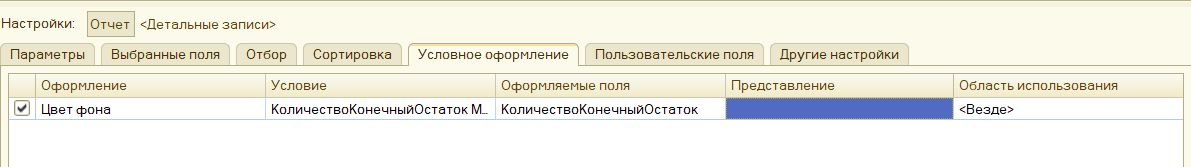 Настройки: Отчет <Детальные записи>
Параметры Выбранные поля Отбор Сортировка Условное оформление Пользовательские поля Другие настройки
Оформление Условие Оформляемые поля Представление Область использования
Цвет фона КоличествоКонечныйОстаток М... КоличествоКонечныйОстаток <Везде>